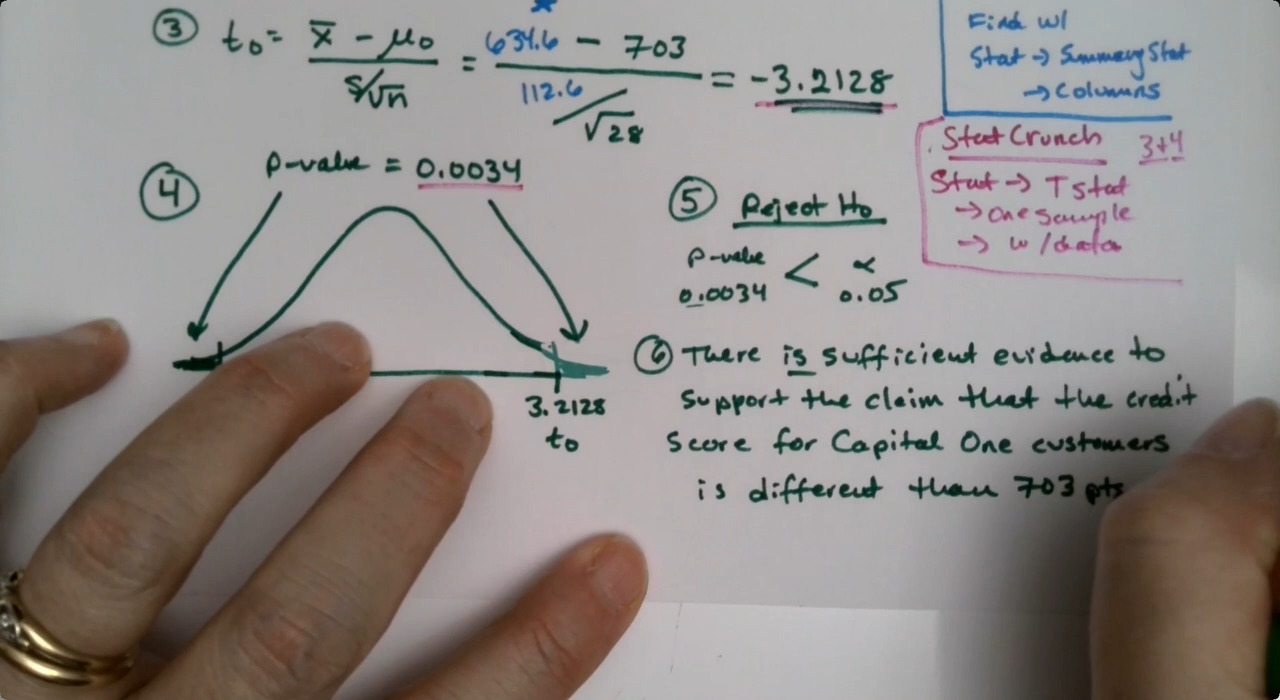 ③ t₀ = x̄ - μ₀ / s/√n = 634.6 - 703 / 112.6/√28 = -3.2128
Find w/
Stat → Summary Stat
→ Columns
StatCrunch 3+4
Stat → T stat
→ one sample
→ w/data
④ p-value = 0.0034
3.2128
t₀
⑤ Reject H₀
p-value < α
0.0034 0.05
⑥ There is sufficient evidence to
support the claim that the credit
score for Capital One customers
is different than 703 pts